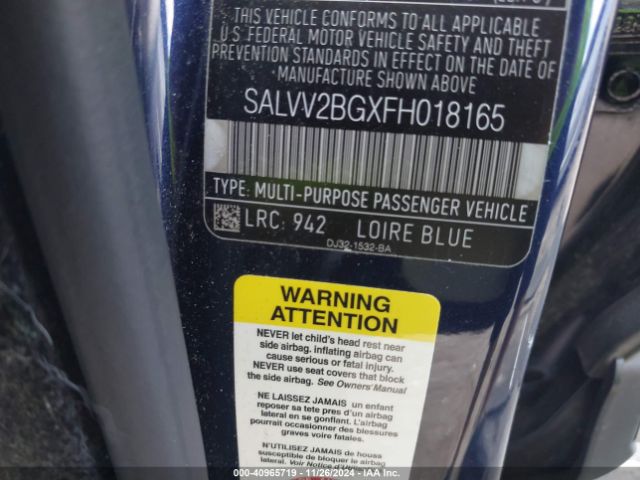 THIS VEHICLE CONFORMS TO ALL APPLICABLE
U.S. FEDERAL MOTOR VEHICLE SAFETY AND THEFT
PREVENTION STANDARDS IN EFFECT ON THE DATE OF
MANUFACTURE SHOWN ABOVE
SALVV2BGXFH018165
TYPE: MULTI-PURPOSE PASSENGER VEHICLE
LRC: 942 LOIRE BLUE
DJ32-1532-BA
WARNING
ATTENTION
NEVER let child's head rest near
side airbag. inflating airbag can
cause serious or fatal injury.
NEVER use seat covers that block
the side airbag. See Owners' Manual
NE LAISSEZ JAMAIS un enfant
reposer sa tete pres d'un airbag
lateral en se gonflant. L'airbag
pourrait occasionner des blessures
graves voire fatales.
N'UTILISEZ JAMAIS de housse
susceptible de bloquer le airbag
lateral. Voir Notice d'
© IAA - 40965719 - 11/26/2024 - IAAI.com